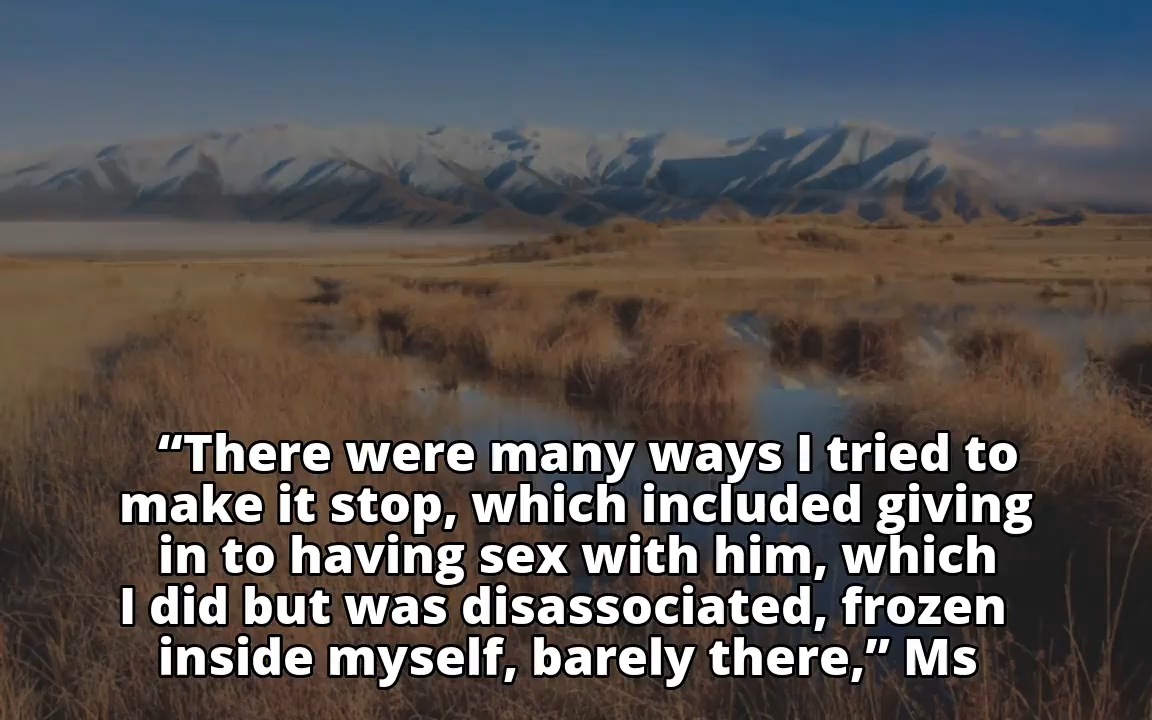 “There were many ways I tried to
make it stop, which included giving
in to having sex with him, which
I did but was disassociated, frozen
inside myself, barely there,” Ms